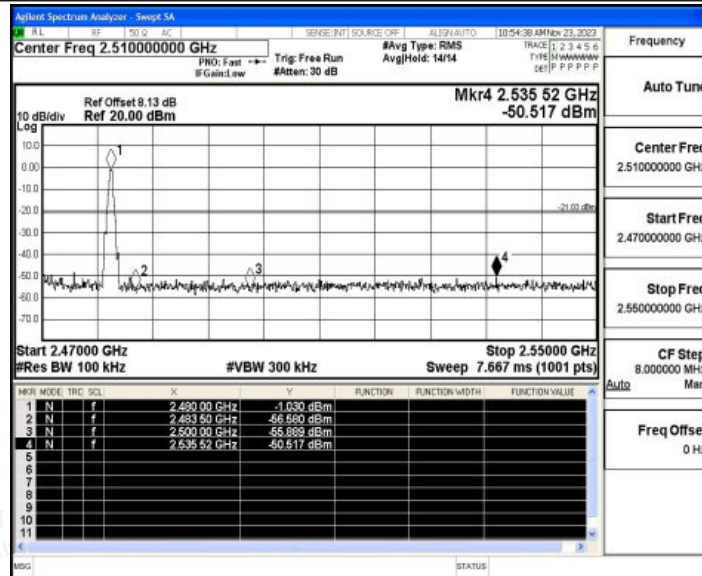 Agilent Spectrum Analyzer - Swept SA
RL RF 50 Ω AC SENSE:INT SOURCE OFF ALIGNAUTO 10:54:38 AM Nov 23, 2023
Center Freq 2.510000000 GHz
PNO: Fast
IFGain:Low
Trig: Free Run
#Atten: 30 dB
#Avg Type: RMS
Avg|Hold: 14/14
TRACE 1 2 3 4 5 6
TYPE M WWWWW
DET P P P P P P
Frequency
Auto Tune
Center Freq
2.510000000 GHz
Start Freq
2.470000000 GHz
Stop Freq
2.550000000 GHz
CF Step
8.000000 MHz
Auto Man
Freq Offset
0 Hz
Ref Offset 8.13 dB
10 dB/div Ref 20.00 dBm
Log
Mkr4 2.535 52 GHz
-50.517 dBm
10.0
0.00
-10.0
-20.0
-30.0
-40.0
-50.0
-60.0
-70.0
1
2
3
4
-21.03 dBm
Start 2.47000 GHz Stop 2.55000 GHz
#Res BW 100 kHz #VBW 300 kHz Sweep 7.667 ms (1001 pts)
MKR MODE TRC SCL X Y FUNCTION FUNCTION WIDTH FUNCTION VALUE
1 N f 2.480 00 GHz -1.030 dBm
2 N f 2.483 50 GHz -56.580 dBm
3 N f 2.500 00 GHz -55.889 dBm
4 N f 2.535 52 GHz -50.517 dBm
5
6
7
8
9
10
11
MSG STATUS